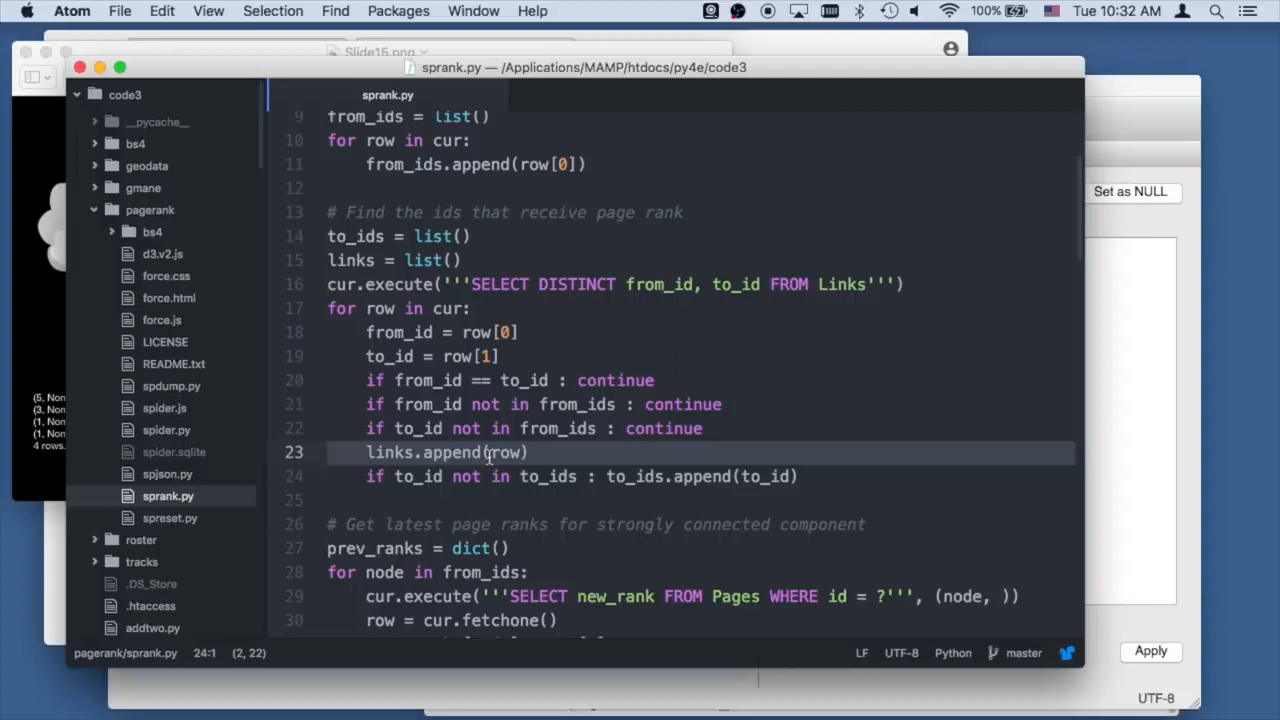 Atom File Edit View Selection Find Packages Window Help 100% Tue 10:32 AM
Slide15.png
sprank.py — /Applications/MAMP/htdocs/py4e/code3
code3
__pycache__
bs4
geodata
gmane
pagerank
bs4
d3.v2.js
force.css
force.html
force.js
LICENSE
README.txt
spdump.py
spider.js
spider.py
spider.sqlite
spjson.py
sprank.py
spreset.py
roster
tracks
.DS_Store
.htaccess
addtwo.py
sprank.py
9 from_ids = list()
10 for row in cur:
11 from_ids.append(row[0])
12
13 # Find the ids that receive page rank
14 to_ids = list()
15 links = list()
16 cur.execute('''SELECT DISTINCT from_id, to_id FROM Links''')
17 for row in cur:
18 from_id = row[0]
19 to_id = row[1]
20 if from_id == to_id : continue
21 if from_id not in from_ids : continue
22 if to_id not in from_ids : continue
23 links.append(row)
24 if to_id not in to_ids : to_ids.append(to_id)
25
26 # Get latest page ranks for strongly connected component
27 prev_ranks = dict()
28 for node in from_ids:
29 cur.execute('''SELECT new_rank FROM Pages WHERE id = ?''', (node, ))
30 row = cur.fetchone()
pagerank/sprank.py 24:1 (2, 22) LF UTF-8 Python master
(5, Non
(3, Non
(1, Non
(1, Non
4 rows.
Set as NULL
Apply
UTF-8